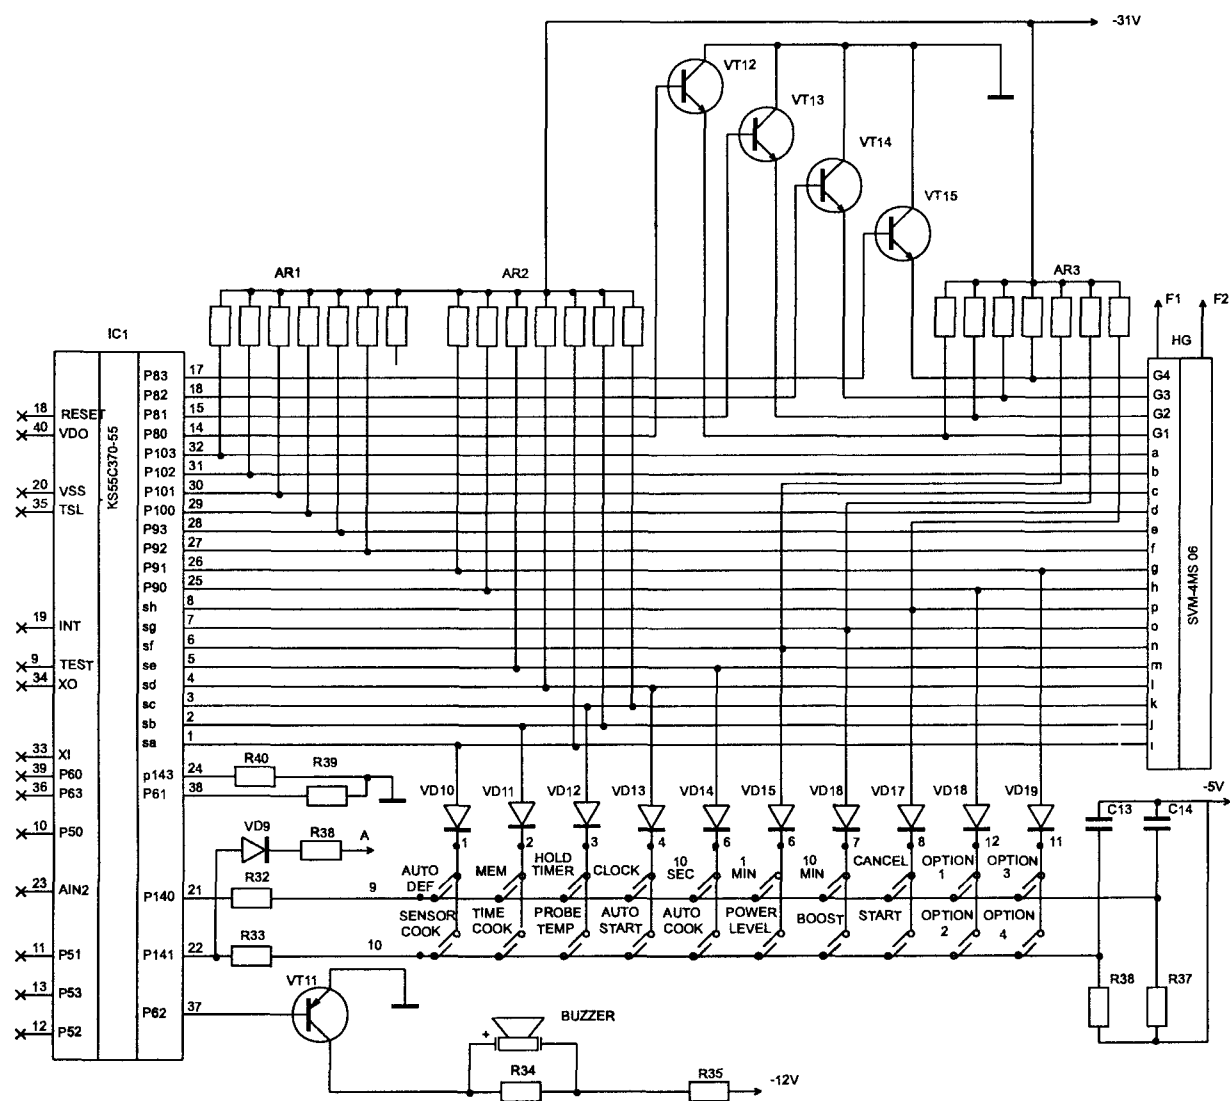 -31V
VT12
VT13
VT14
VT15
AR1
AR2
AR3
F1
F2
IC1
HG
KS55C370-55
SVM-4MS 06
P83 17
P82 18
P81 15
P80 14
P103 32
P102 31
P101 30
P100 29
P93 28
P92 27
P91 26
P90 25
sh 8
sg 7
sf 6
se 5
sd 4
sc 3
sb 2
sa 1
p143 24
P61 38
P140 21
P141 22
P62 37
18 RESET
40 VDO
20 VSS
35 TSL
19 INT
9 TEST
34 XO
33 XI
39 P60
36 P63
10 P50
23 AIN2
11 P51
13 P53
12 P52
G4
G3
G2
G1
a
b
c
d
e
f
g
h
p
o
n
m
l
k
j
i
R40
R39
VD9
R38
A
R32
R33
9
10
VD10
VD11
VD12
VD13
VD14
VD15
VD18
VD17
VD18
VD19
1
2
3
4
6
6
7
8
12
11
AUTO DEF
MEM
HOLD TIMER
CLOCK
10 SEC
1 MIN
10 MIN
CANCEL
OPTION 1
OPTION 3
SENSOR COOK
TIME COOK
PROBE TEMP
AUTO START
AUTO COOK
POWER LEVEL
BOOST
START
OPTION 2
OPTION 4
-5V
C13
C14
R38
R37
VT11
BUZZER
+
R34
R35
-12V